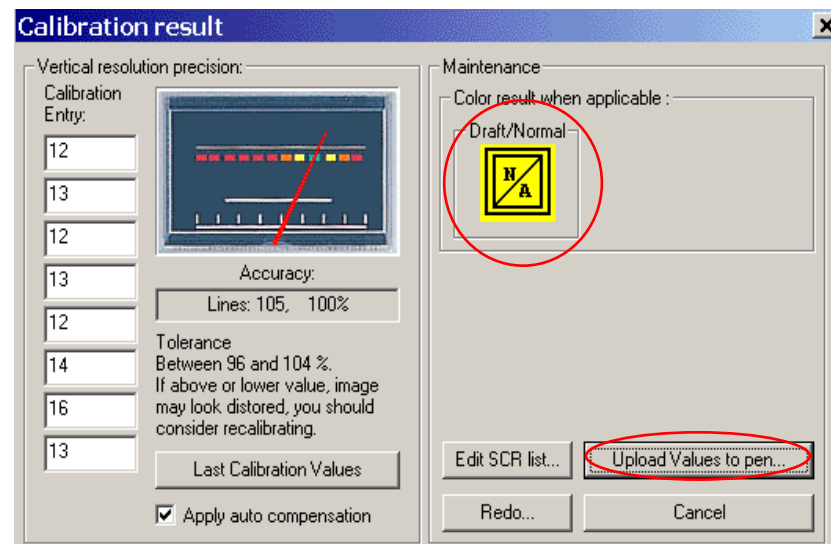 Calibration result
Vertical resolution precision:
Calibration
Entry:
12
13
12
13
12
14
16
13
Accuracy:
Lines: 105, 100%
Tolerance
Between 96 and 104 %.
If above or lower value, image
may look distored, you should
consider recalibrating.
Last Calibration Values
Apply auto compensation
Maintenance
Color result when applicable :
Draft/Normal
N/A
Edit SCR list...
Upload Values to pen...
Redo...
Cancel